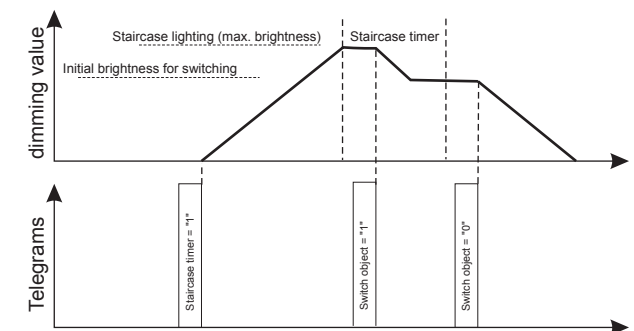 Staircase lighting (max. brightness)
Staircase timer
Initial brightness for switching
dimming value
Telegrams
Staircase timer = "1"
Switch object = "1"
Switch object = "0"